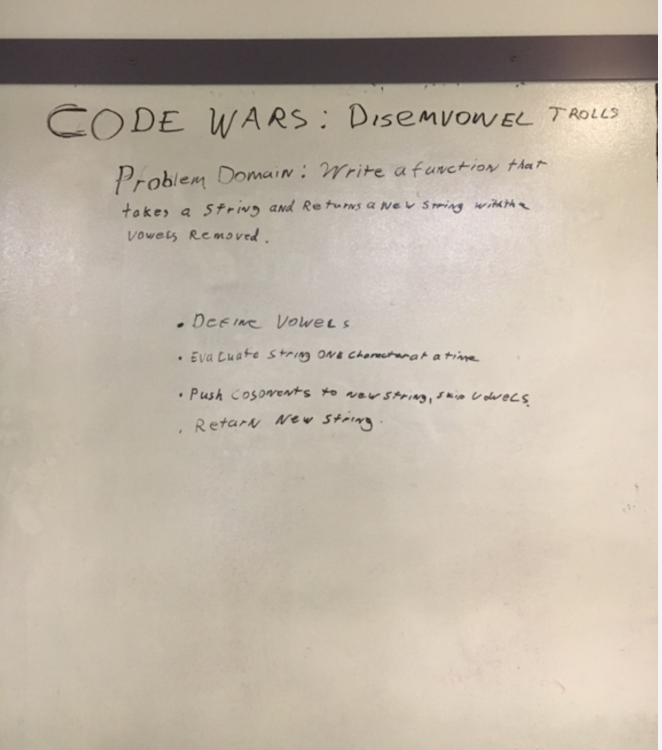 CODE WARS: DISEMVOWEL TROLLS
Problem Domain: Write a function that
takes a string and Returns a New string with the
vowels Removed.
• DEFINE VOWELS
• EVALUATE String ONE character at a time
• Push COSONENTS to new string, skip vowels.
. Return New string.